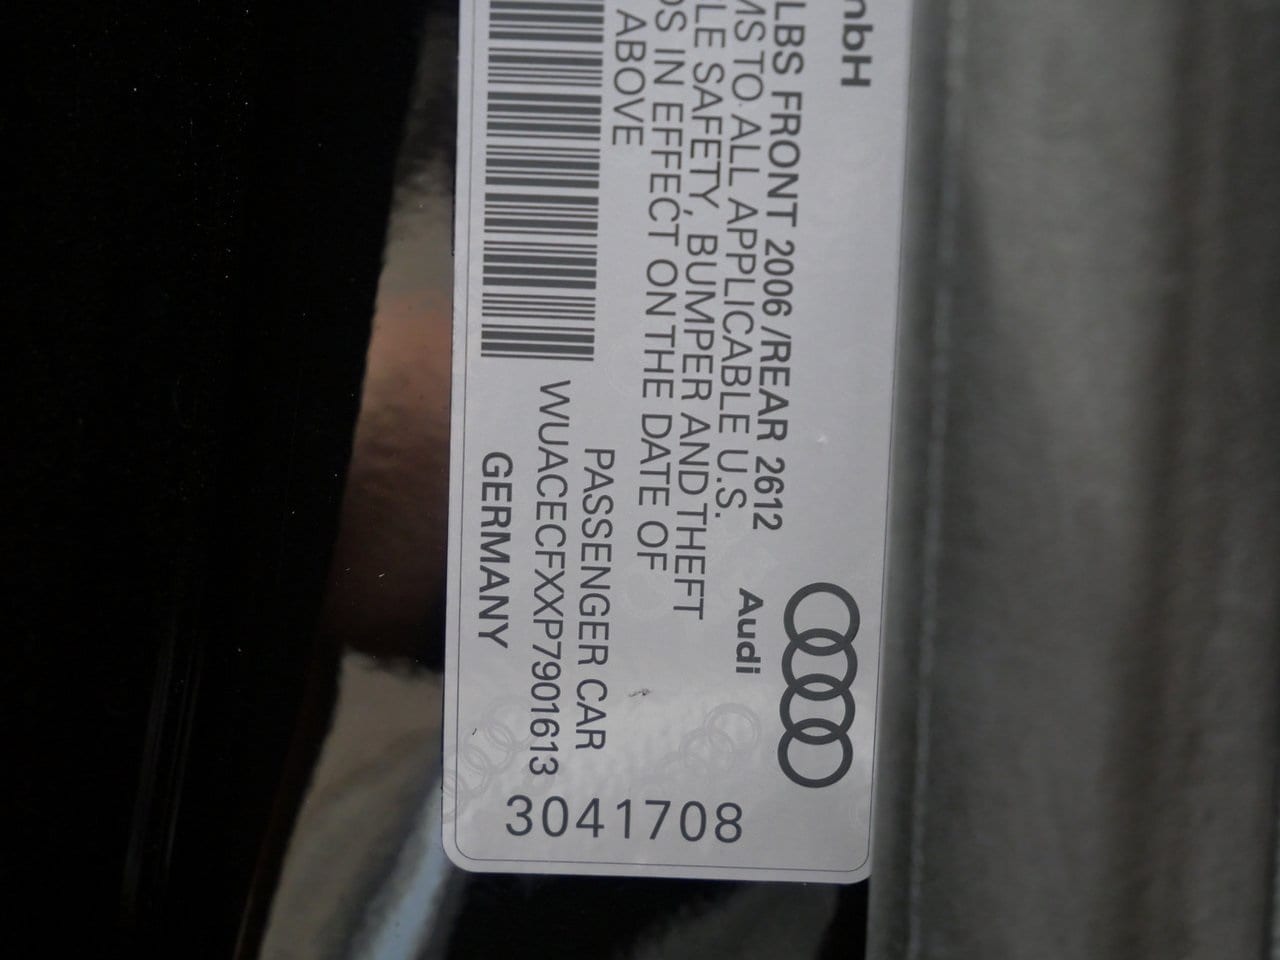 mbH
LBS FRONT 2006 /REAR 2612
MS TO ALL APPLICABLE U.S.
LE SAFETY, BUMPER AND THEFT
DS IN EFFECT ON THE DATE OF
ABOVE
Audi
PASSENGER CAR
WUACECFXXP7901613
GERMANY
3041708